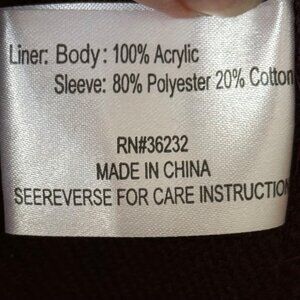 Liner: Body: 100% Acrylic
Sleeve: 80% Polyester 20% Cotton
RN#36232
MADE IN CHINA
SEEREVERSE FOR CARE INSTRUCTION